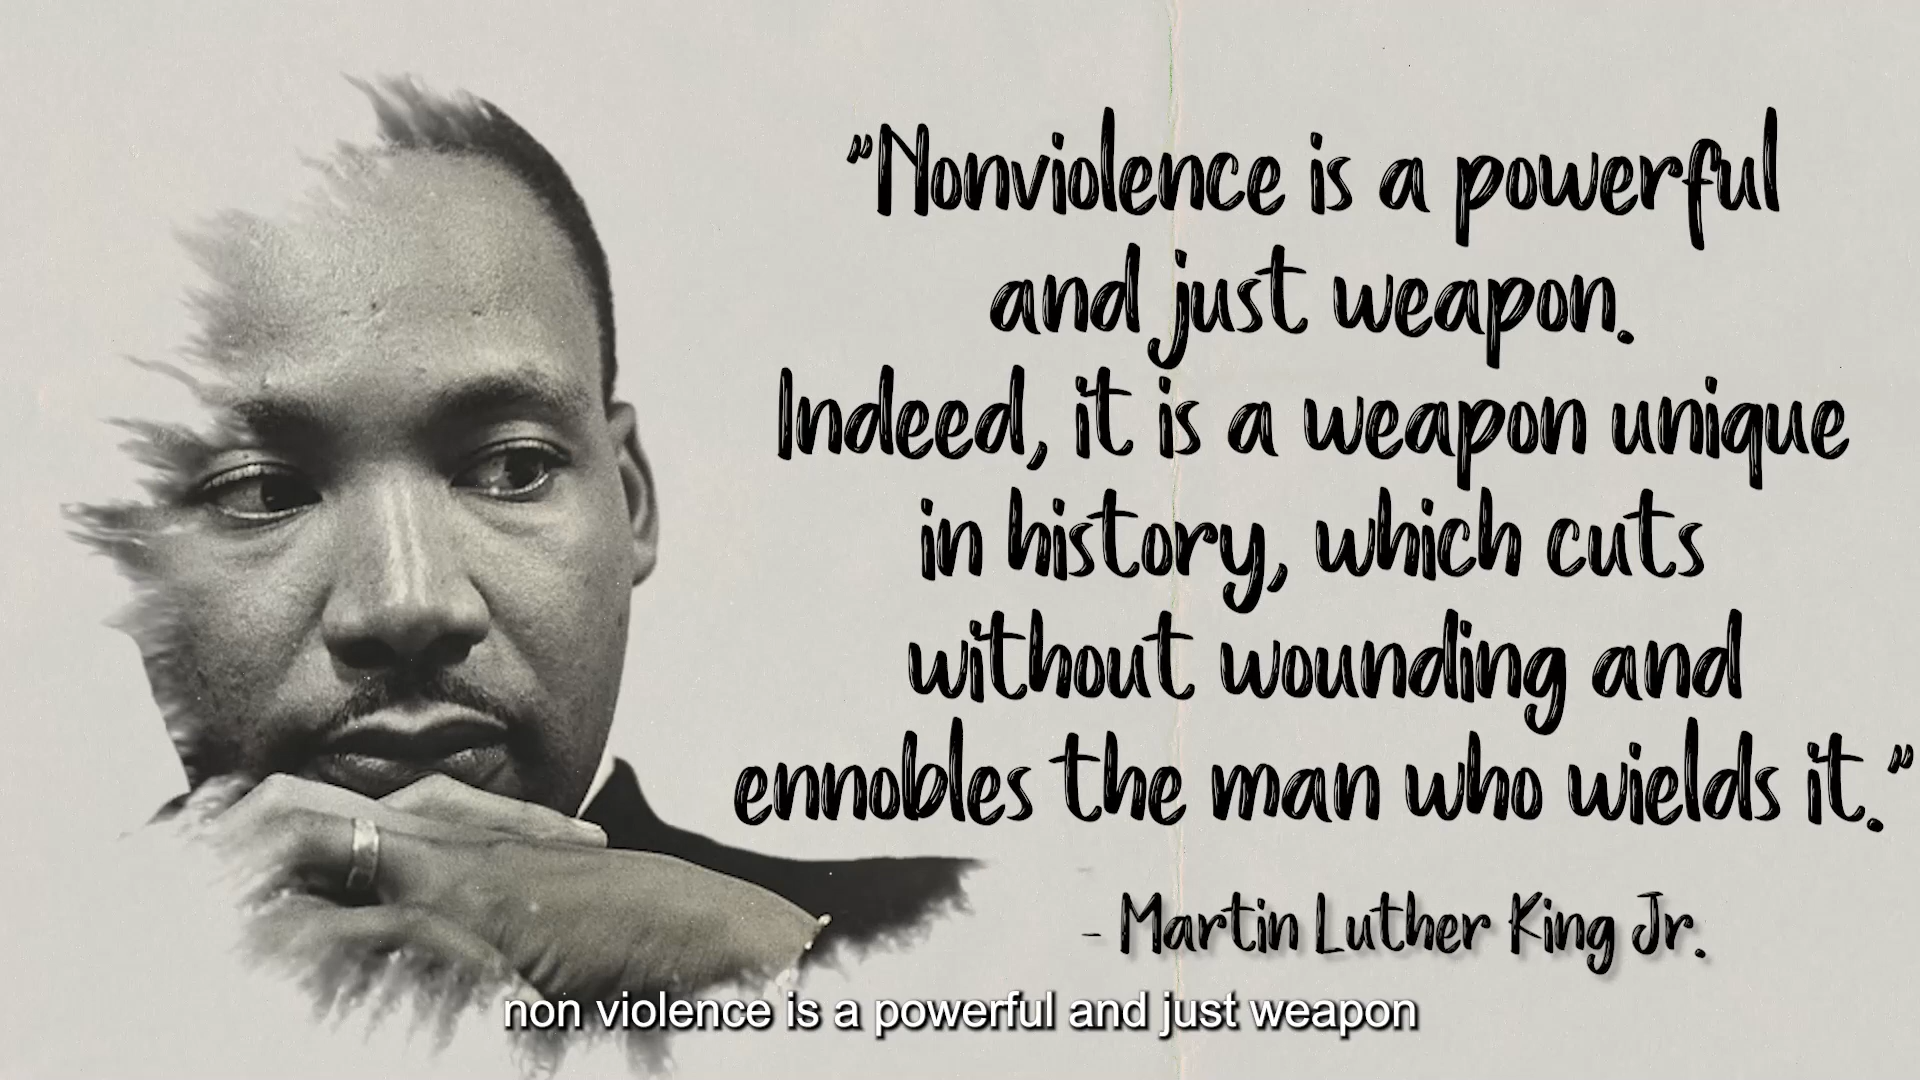 "Nonviolence is a powerful
and just weapon.
Indeed, it is a weapon unique
in history, which cuts
without wounding and
ennobles the man who wields it."
- Martin Luther King Jr.
non violence is a powerful and just weapon